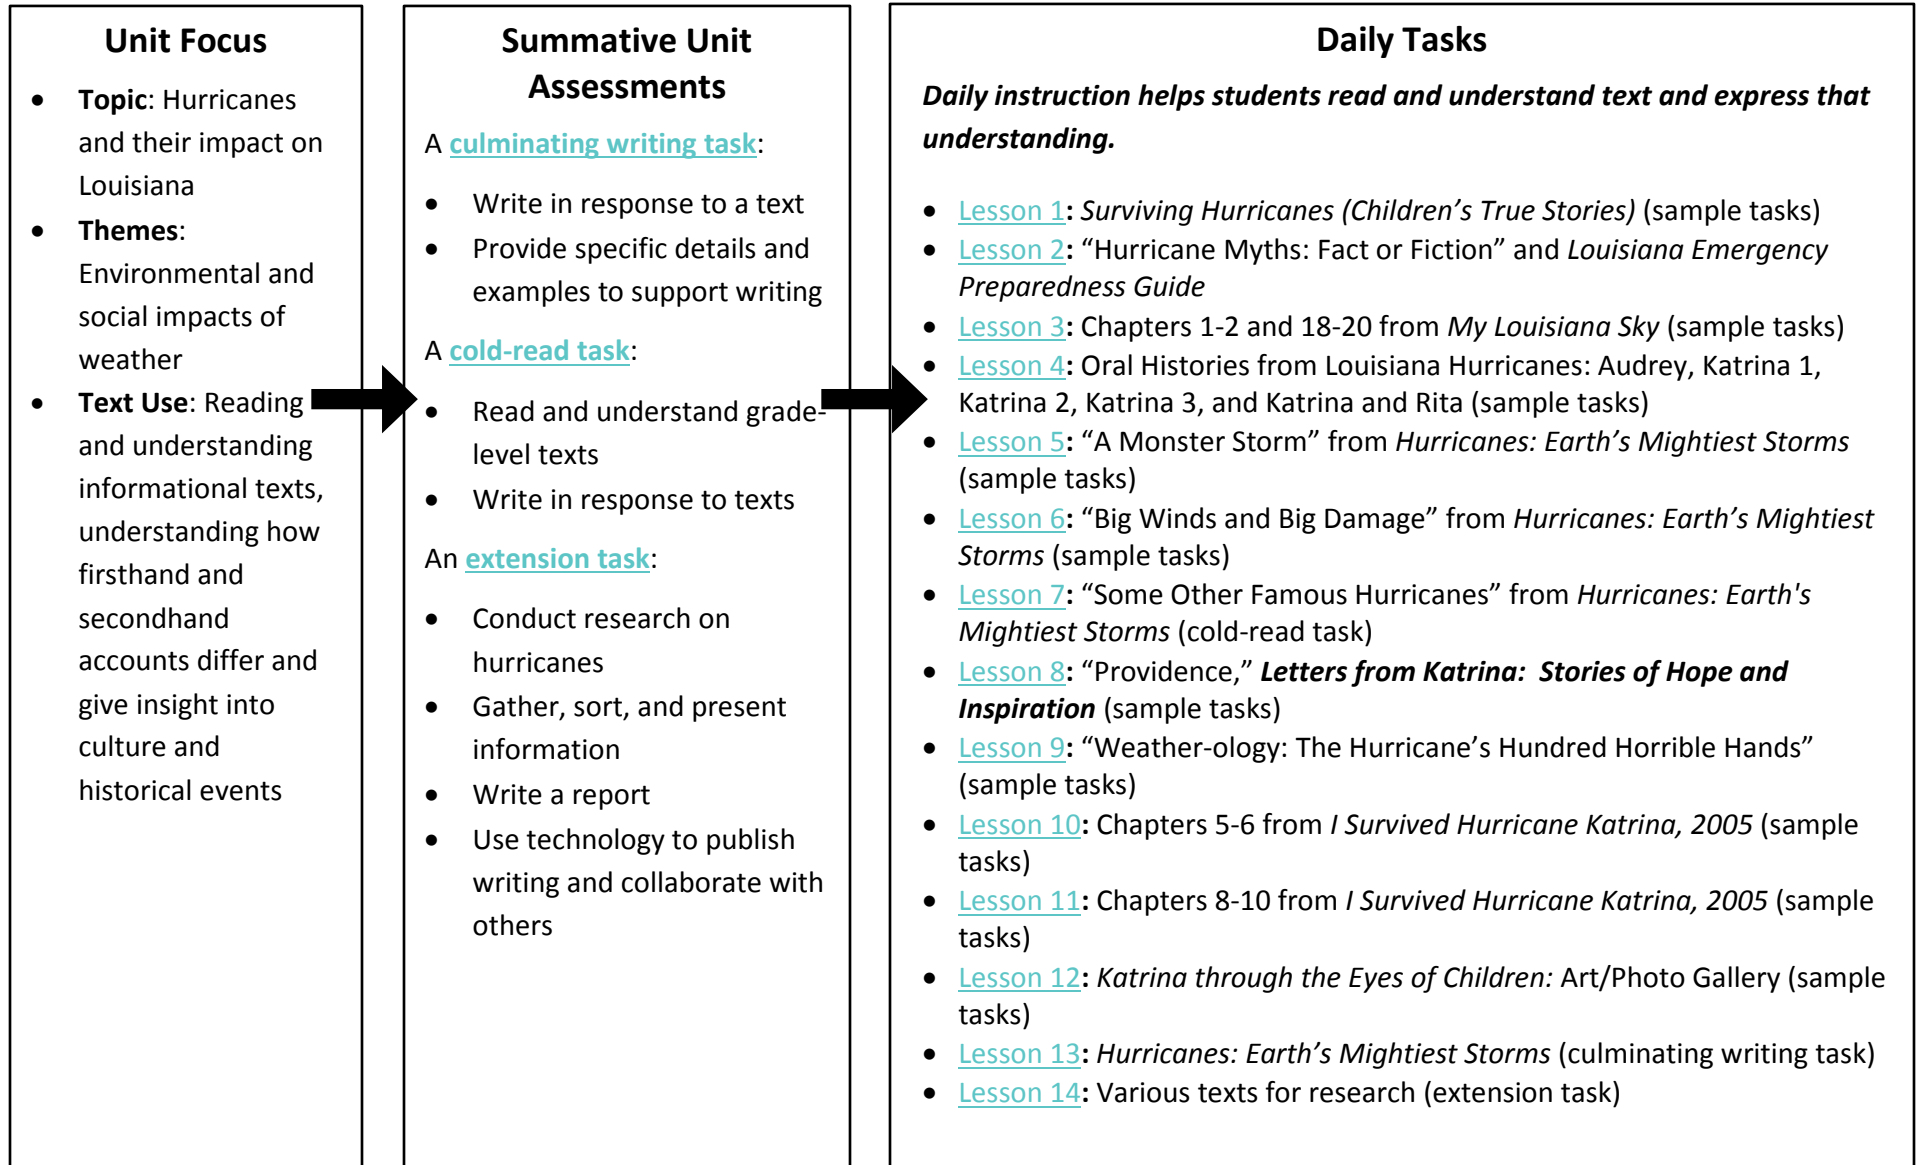 Unit Focus
• Topic: Hurricanes
and their impact on
Louisiana
• Themes:
Environmental and
social impacts of
weather
• Text Use: Reading
and understanding
informational texts,
understanding how
firsthand and
secondhand
accounts differ and
give insight into
culture and
historical events
Summative Unit
Assessments
A culminating writing task:
• Write in response to a text
• Provide specific details and
examples to support writing
A cold-read task:
• Read and understand grade-
level texts
• Write in response to texts
An extension task:
• Conduct research on
hurricanes
• Gather, sort, and present
information
• Write a report
• Use technology to publish
writing and collaborate with
others
Daily Tasks
Daily instruction helps students read and understand text and express that
understanding.
• Lesson 1: Surviving Hurricanes (Children’s True Stories) (sample tasks)
• Lesson 2: “Hurricane Myths: Fact or Fiction” and Louisiana Emergency
Preparedness Guide
• Lesson 3: Chapters 1-2 and 18-20 from My Louisiana Sky (sample tasks)
• Lesson 4: Oral Histories from Louisiana Hurricanes: Audrey, Katrina 1,
Katrina 2, Katrina 3, and Katrina and Rita (sample tasks)
• Lesson 5: “A Monster Storm” from Hurricanes: Earth’s Mightiest Storms
(sample tasks)
• Lesson 6: “Big Winds and Big Damage” from Hurricanes: Earth’s Mightiest
Storms (sample tasks)
• Lesson 7: “Some Other Famous Hurricanes” from Hurricanes: Earth's
Mightiest Storms (cold-read task)
• Lesson 8: “Providence,” Letters from Katrina:  Stories of Hope and
Inspiration (sample tasks)
• Lesson 9: “Weather-ology: The Hurricane’s Hundred Horrible Hands”
(sample tasks)
• Lesson 10: Chapters 5-6 from I Survived Hurricane Katrina, 2005 (sample
tasks)
• Lesson 11: Chapters 8-10 from I Survived Hurricane Katrina, 2005 (sample
tasks)
• Lesson 12: Katrina through the Eyes of Children: Art/Photo Gallery (sample
tasks)
• Lesson 13: Hurricanes: Earth’s Mightiest Storms (culminating writing task)
• Lesson 14: Various texts for research (extension task)